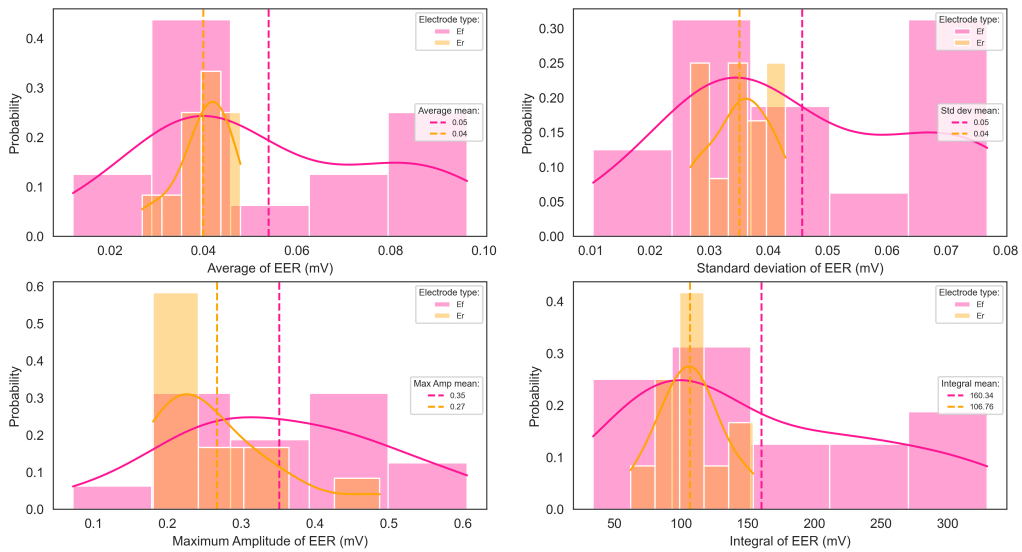 Electrode type:
Ef
Er
Average mean:
0.05
0.04
Probability
0.4
0.3
0.2
0.1
0.0
0.02
0.04
0.06
0.08
0.10
Average of EER (mV)
Electrode type:
Ef
Er
Std dev mean:
0.05
0.04
Probability
0.30
0.25
0.20
0.15
0.10
0.05
0.00
0.01
0.02
0.03
0.04
0.05
0.06
0.07
0.08
Standard deviation of EER (mV)
Electrode type:
Ef
Er
Max Amp mean:
0.35
0.27
Probability
0.6
0.5
0.4
0.3
0.2
0.1
0.0
0.1
0.2
0.3
0.4
0.5
0.6
Maximum Amplitude of EER (mV)
Electrode type:
Ef
Er
Integral mean:
160.34
106.76
Probability
0.4
0.3
0.2
0.1
0.0
50
100
150
200
250
300
Integral of EER (mV)